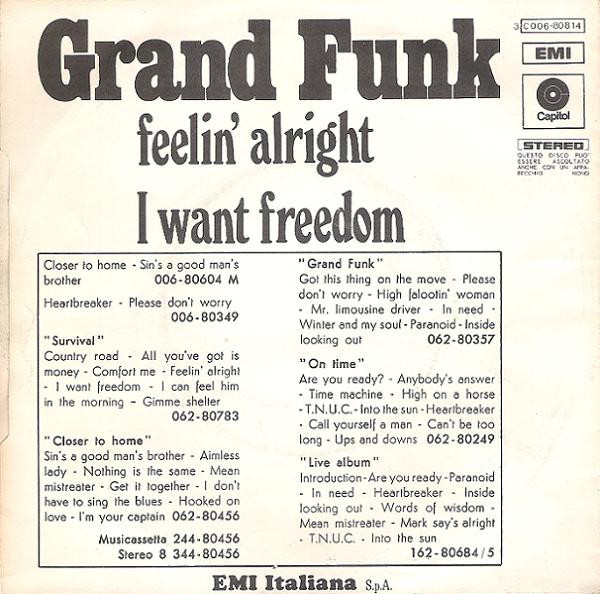 Grand Funk
feelin' alright
I want freedom
3C006-80814
EMI
Capitol
STEREO
QUESTO DISCO PUO'
ESSERE ASCOLTATO
ANCHE CON UN APPA-
RECCHIO MONO
Closer to home - Sin's a good man's
brother 006-80604 M
Heartbreaker - Please don't worry
006-80349
"Survival"
Country road - All you've got is
money - Comfort me - Feelin' alright
- I want freedom - I can feel him
in the morning - Gimme shelter
062-80783
"Closer to home"
Sin's a good man's brother - Aimless
lady - Nothing is the same - Mean
mistreater - Get it together - I don't
have to sing the blues - Hooked on
love - I'm your captain 062-80456
Musicassetta 244-80456
Stereo 8 344-80456
"Grand Funk"
Got this thing on the move - Please
don't worry - High falootin' woman
- Mr. limousine driver - In need -
Winter and my soul - Paranoid - Inside
looking out 062-80357
"On time"
Are you ready? - Anybody's answer
- Time machine - High on a horse
- T.N.U.C. - Into the sun - Heartbreaker
- Call yourself a man - Can't be too
long - Ups and downs 062-80249
"Live album"
Introduction - Are you ready - Paranoid
- In need - Heartbreaker - Inside
looking out - Words of wisdom -
Mean mistreater - Mark say's alright
- T.N.U.C. - Into the sun
162-80684/5
EMI Italiana S.p.A.